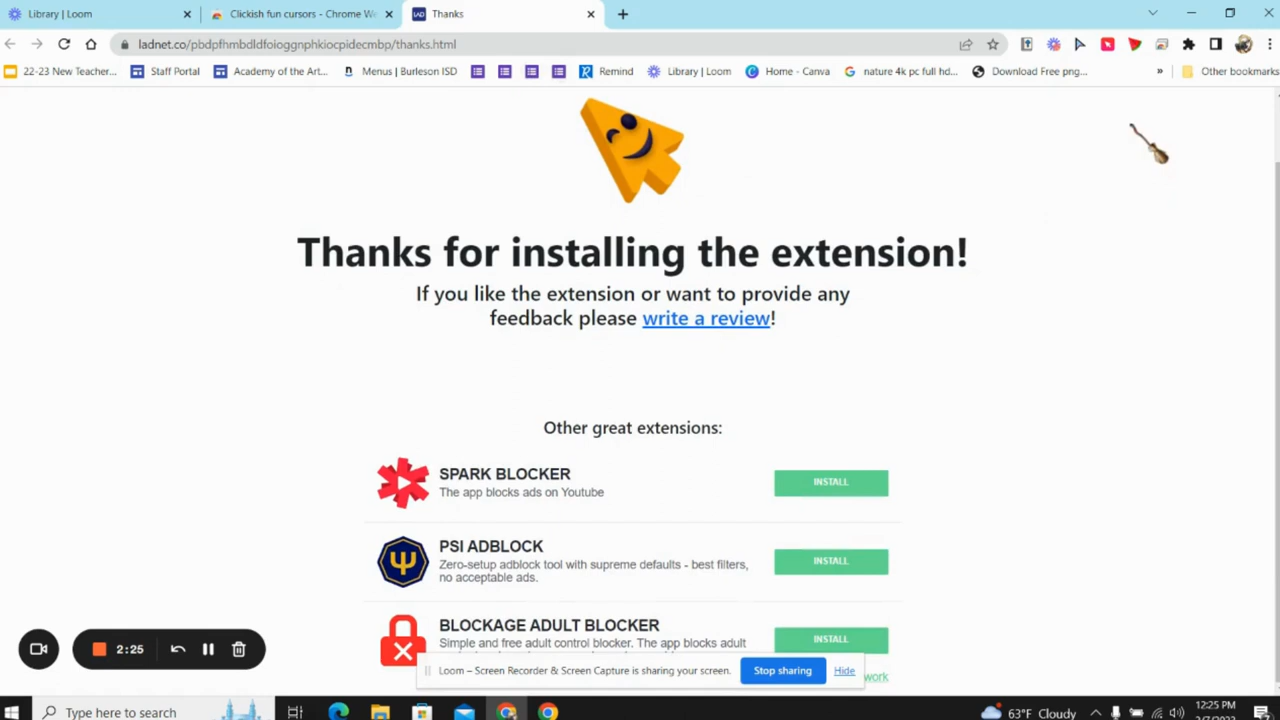 Library | Loom
Clickish fun cursors - Chrome We
LAD
Thanks
ladnet.co/pbdpfhmbdldfoioggnphkiocpidecmbp/thanks.html
22-23 New Teacher...
Staff Portal
Academy of the Art...
Menus | Burleson ISD
Remind
Library | Loom
Home - Canva
nature 4k pc full hd...
Download Free png...
»
Other bookmarks
Thanks for installing the extension!
If you like the extension or want to provide any
feedback please write a review!
Other great extensions:
SPARK BLOCKER
The app blocks ads on Youtube
INSTALL
PSI ADBLOCK
Zero-setup adblock tool with supreme defaults - best filters,
no acceptable ads.
INSTALL
BLOCKAGE ADULT BLOCKER
Simple and free adult control blocker. The app blocks adult
INSTALL
work
2:25
Loom – Screen Recorder & Screen Capture is sharing your screen.
Stop sharing
Hide
Type here to search
63°F Cloudy
12:25 PM